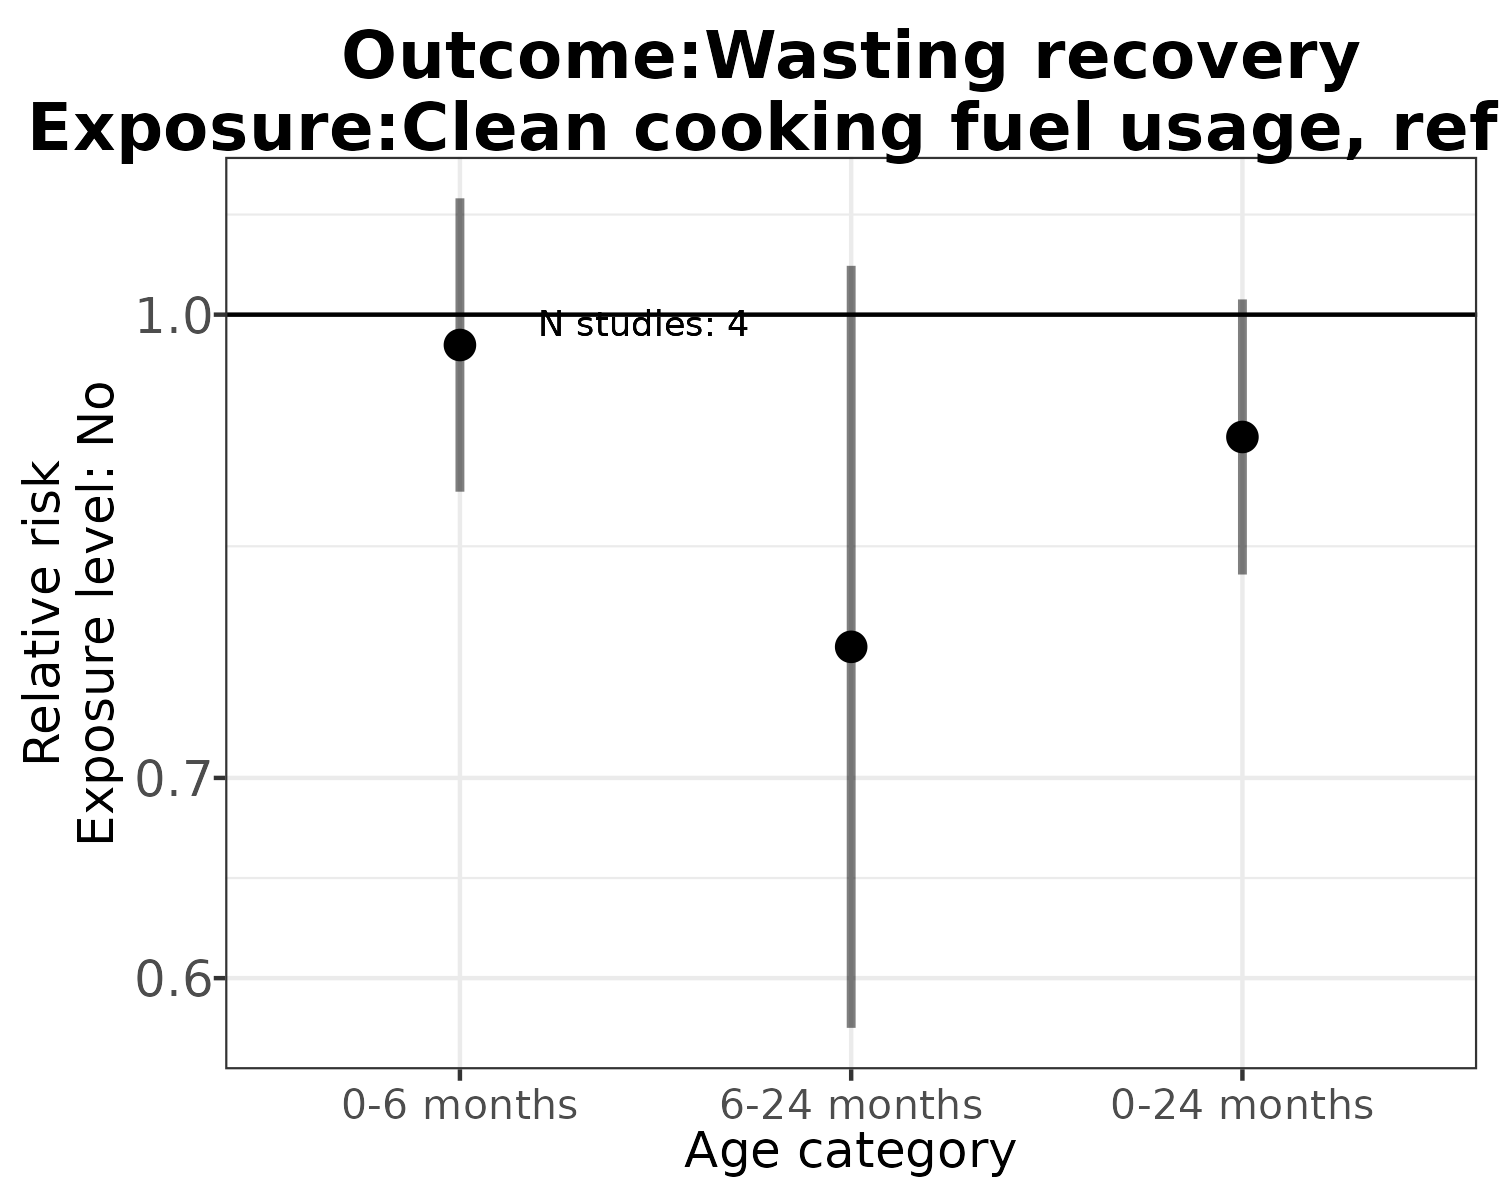 Outcome:Wasting recovery
Exposure:Clean cooking fuel usage, ref
Relative risk
Exposure level: No
1.0
0.7
0.6
N studies: 4
0-6 months
6-24 months
0-24 months
Age category